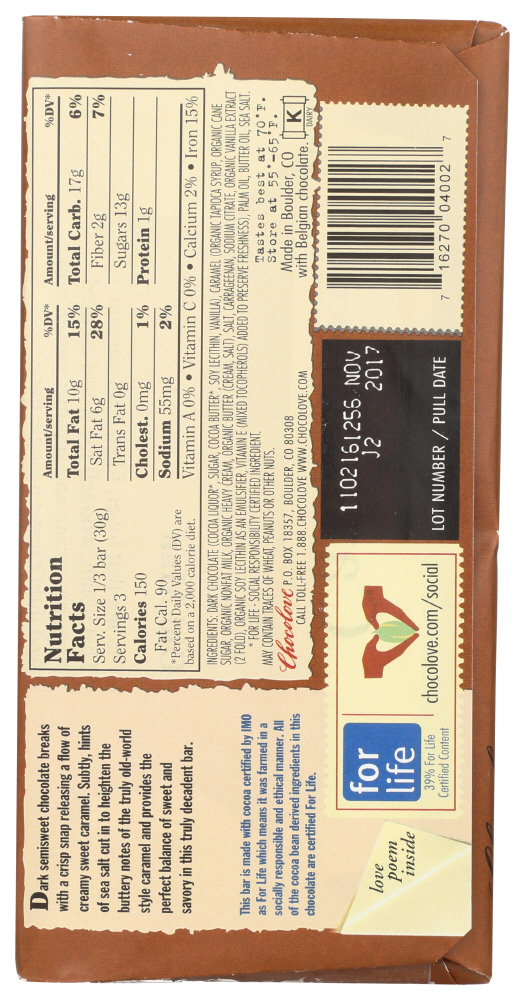 Dark semisweet chocolate breaks
with a crisp snap releasing a flow of
creamy sweet caramel. Subtly, hints
of sea salt cut in to heighten the
buttery notes of the truly old-world
style caramel and provides the
perfect balance of sweet and
savory in this truly decadent bar.
This bar is made with cocoa certified by IMO
as For Life which means it was farmed in a
socially responsible and ethical manner. All
of the cocoa bean derived ingredients in this
chocolate are certified For Life.
love
poem
inside
Nutrition
Facts
Serv. Size 1/3 bar (30g)
Servings 3
Calories 150
Fat Cal. 90
*Percent Daily Values (DV) are
based on a 2,000 calorie diet.
Amount/serving %DV*
Total Fat 10g 15%
Sat Fat 6g 28%
Trans Fat 0g
Cholest. 0mg 1%
Sodium 55mg 2%
Amount/serving %DV*
Total Carb. 17g 6%
Fiber 2g 7%
Sugars 13g
Protein 1g
Vitamin A 0% • Vitamin C 0% • Calcium 2% • Iron 15%
INGREDIENTS: DARK CHOCOLATE (COCOA LIQUOR*, SUGAR, COCOA BUTTER*, SOY LECITHIN, VANILLA), CARAMEL (ORGANIC TAPIOCA SYRUP, ORGANIC CANE
SUGAR, ORGANIC NONFAT MILK, ORGANIC HEAVY CREAM, ORGANIC BUTTER (CREAM, SALT), SALT, CARRAGEENAN, SODIUM CITRATE, ORGANIC VANILLA EXTRACT
(2 FOLD), ORGANIC SOY LECITHIN AS AN EMULSIFIER, VITAMIN E (MIXED TOCOPHEROLS) ADDED TO PRESERVE FRESHNESS), PALM OIL, BUTTER OIL, SEA SALT.
* FOR LIFE - SOCIAL RESPONSIBILITY CERTIFIED INGREDIENT.
MAY CONTAIN TRACES OF WHEAT, PEANUTS OR OTHER NUTS.
Chocolove P.O. BOX 18357, BOULDER, CO 80308
CALL TOLL-FREE 1.888.CHOCOLOVE WWW.CHOCOLOVE.COM
Tastes best at 70°F.
Store at 55°-65°F.
Made in Boulder, CO
with Belgian chocolate.
K
DAIRY
for
life
39% For Life
Certified Content
chocolove.com/social
1102161256 NOV
J2 2017
LOT NUMBER / PULL DATE
7 16270 04002 7